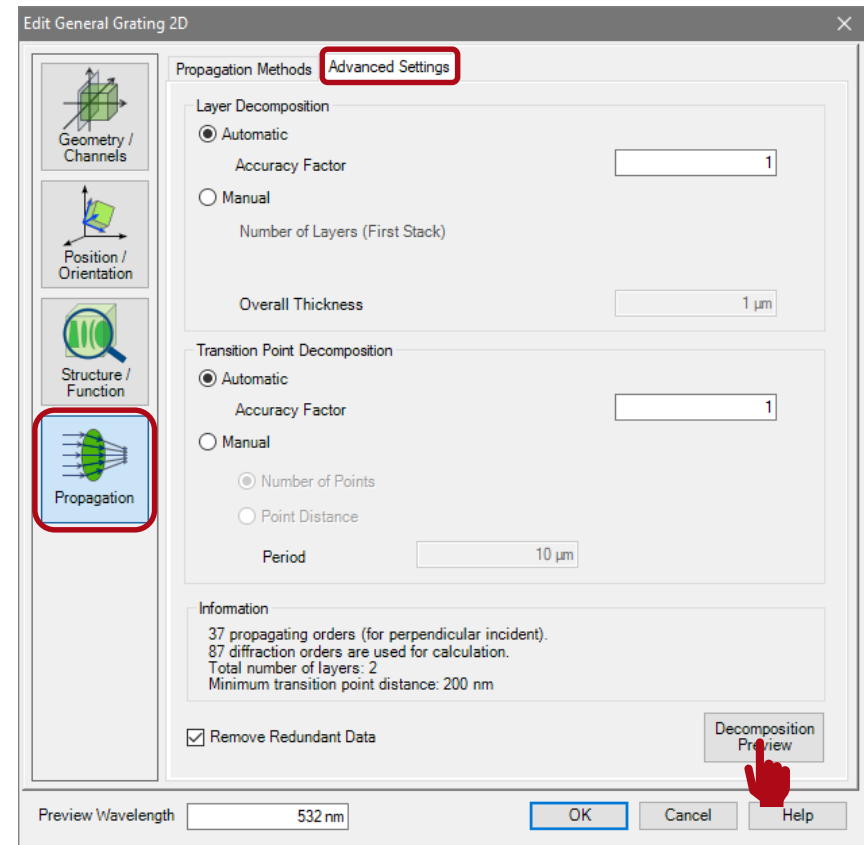 Edit General Grating 2D
Propagation Methods
Advanced Settings
Geometry /
Channels
Position /
Orientation
Structure /
Function
Propagation
Layer Decomposition
Automatic
Accuracy Factor 1
Manual
Number of Layers (First Stack)
Overall Thickness 1 µm
Transition Point Decomposition
Automatic
Accuracy Factor 1
Manual
Number of Points
Point Distance
Period 10 µm
Information
37 propagating orders (for perpendicular incident).
87 diffraction orders are used for calculation.
Total number of layers: 2
Minimum transition point distance: 200 nm
Remove Redundant Data
Decomposition
Preview
Preview Wavelength 532 nm
OK
Cancel
Help